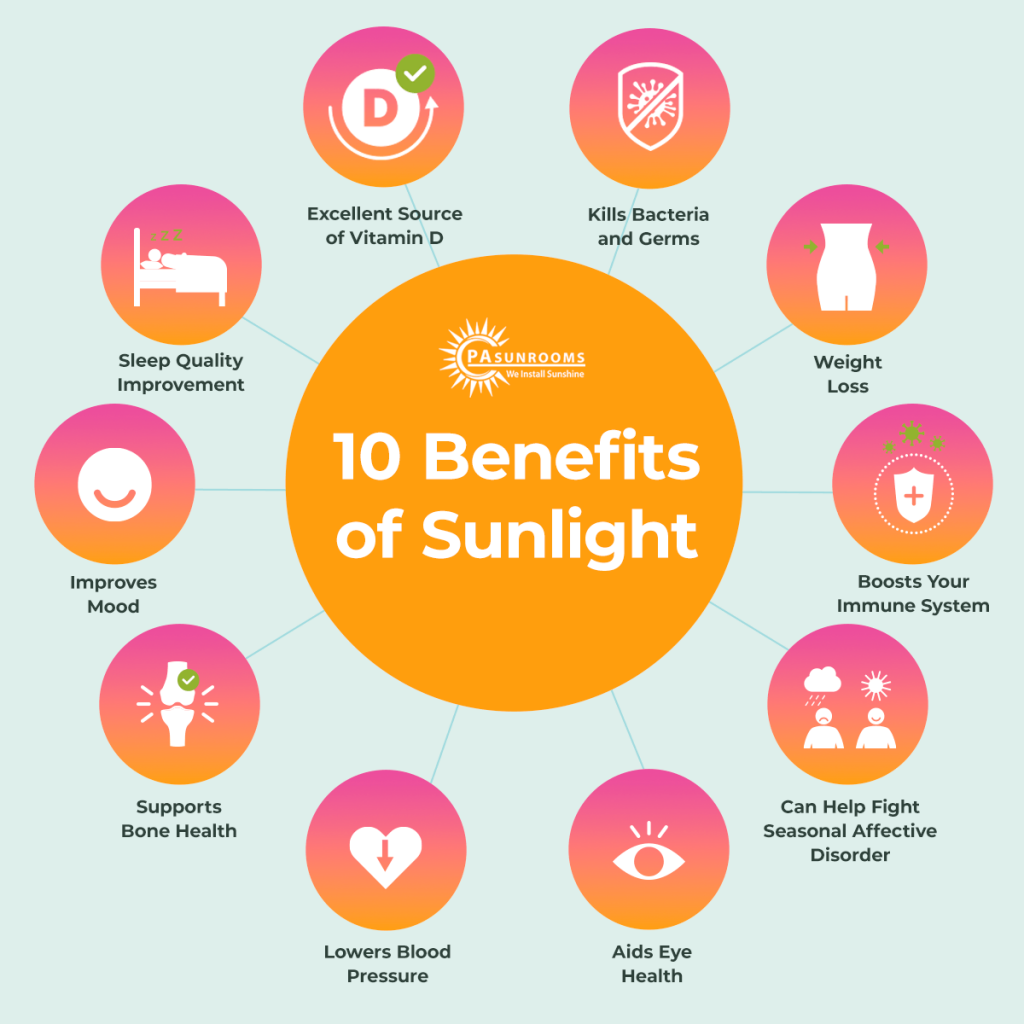 D
Excellent Source
of Vitamin D
Kills Bacteria
and Germs
Weight
Loss
Boosts Your
Immune System
Can Help Fight
Seasonal Affective
Disorder
Aids Eye
Health
Lowers Blood
Pressure
Supports
Bone Health
Improves
Mood
z z Z
Sleep Quality
Improvement
PASUNROOMS
We Install Sunshine
10 Benefits
of Sunlight